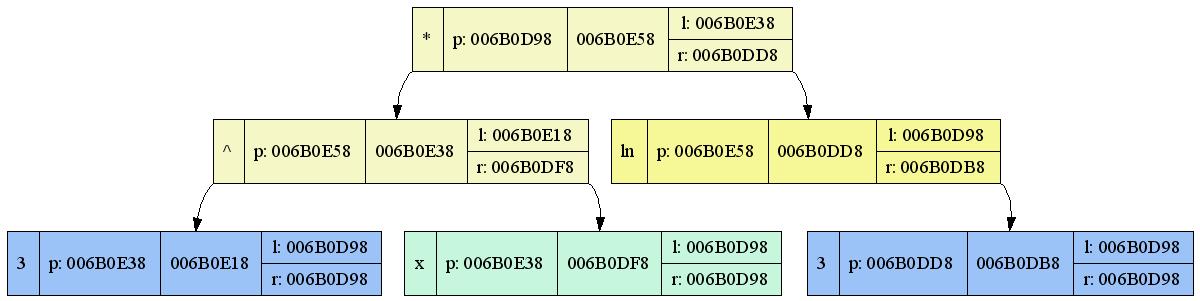 * p: 006B0D98 006B0E58 l: 006B0E38
r: 006B0DD8
^ p: 006B0E58 006B0E38 l: 006B0E18
r: 006B0DF8
ln p: 006B0E58 006B0DD8 l: 006B0D98
r: 006B0DB8
3 p: 006B0E38 006B0E18 l: 006B0D98
r: 006B0D98
x p: 006B0E38 006B0DF8 l: 006B0D98
r: 006B0D98
3 p: 006B0DD8 006B0DB8 l: 006B0D98
r: 006B0D98